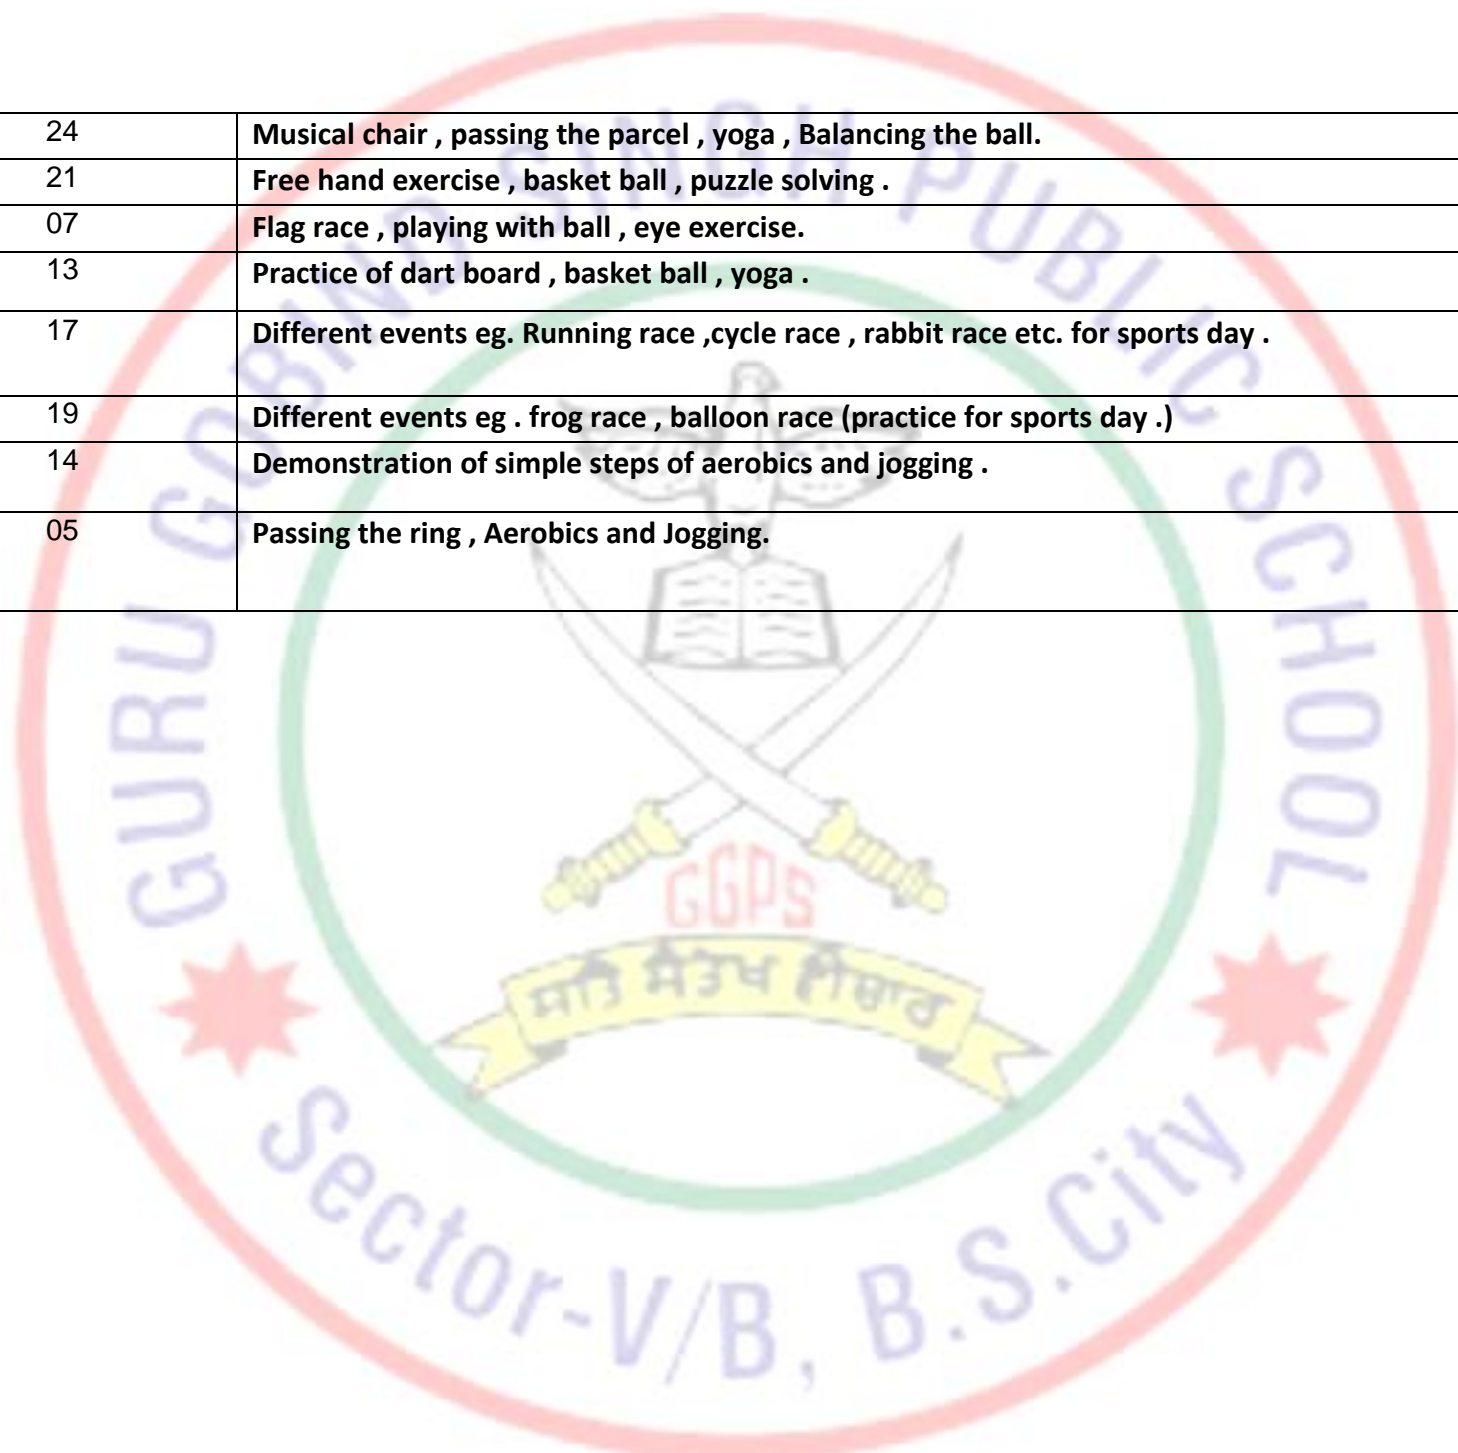 24 Musical chair , passing the parcel , yoga , Balancing the ball.
21 Free hand exercise , basket ball , puzzle solving .
07 Flag race , playing with ball , eye exercise.
13 Practice of dart board , basket ball , yoga .
17 Different events eg. Running race ,cycle race , rabbit race etc. for sports day .
19 Different events eg . frog race , balloon race (practice for sports day .)
14 Demonstration of simple steps of aerobics and jogging .
05 Passing the ring , Aerobics and Jogging.
GURU GOBIND SINGH PUBLIC SCHOOL
GGPS
ਸਤਿ ਸੰਤੋਖ ਵੀਚਾਰ
Sector-V/B, B.S.City